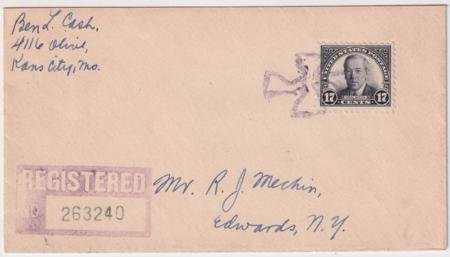 Ben L. Cash,
4116 Olive,
Kans City, Mo.
UNITED STATES POSTAGE
17 17
CENTS
REGISTERED
263240
Mr. R. J. Mechin,
Edwards, N.Y.